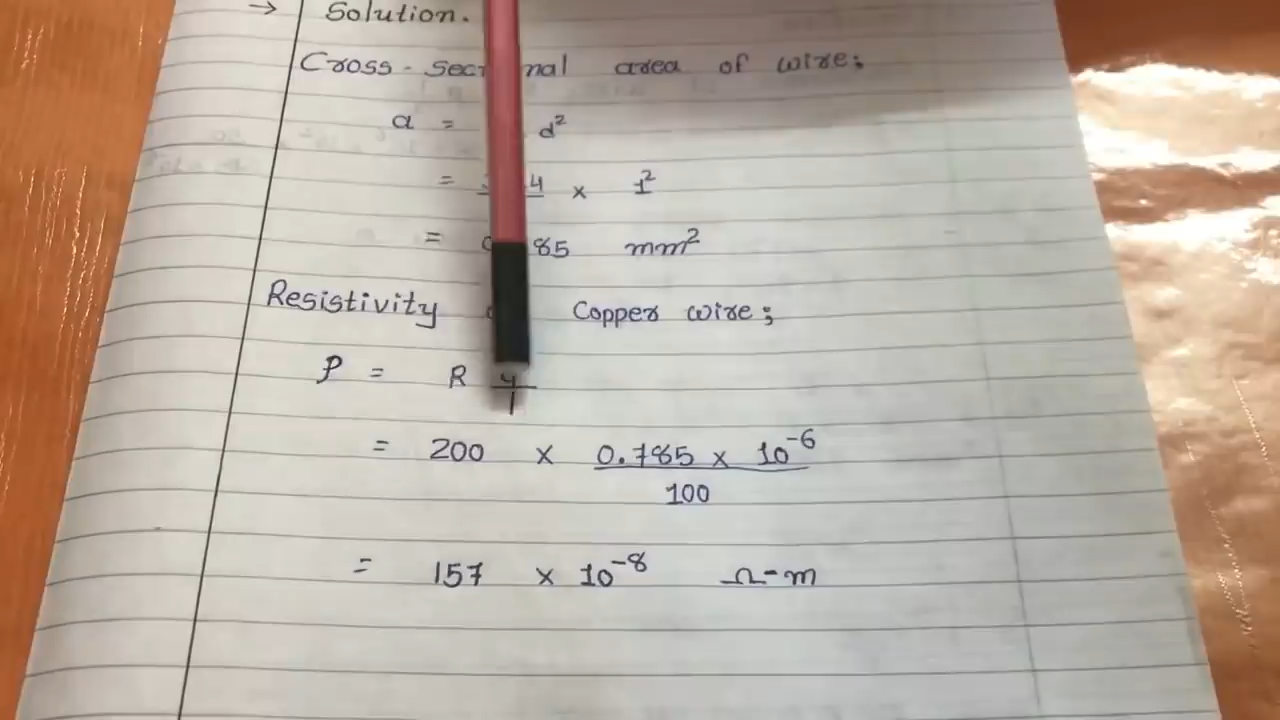 → Solution.
Cross-sec nal area of wire;
a = d²
= 4 × 1²
= 85 mm²
Resistivity Copper wire;
ρ = R
l
= 200 × 0.785 × 10⁻⁶
100
= 157 × 10⁻⁸ Ω-m